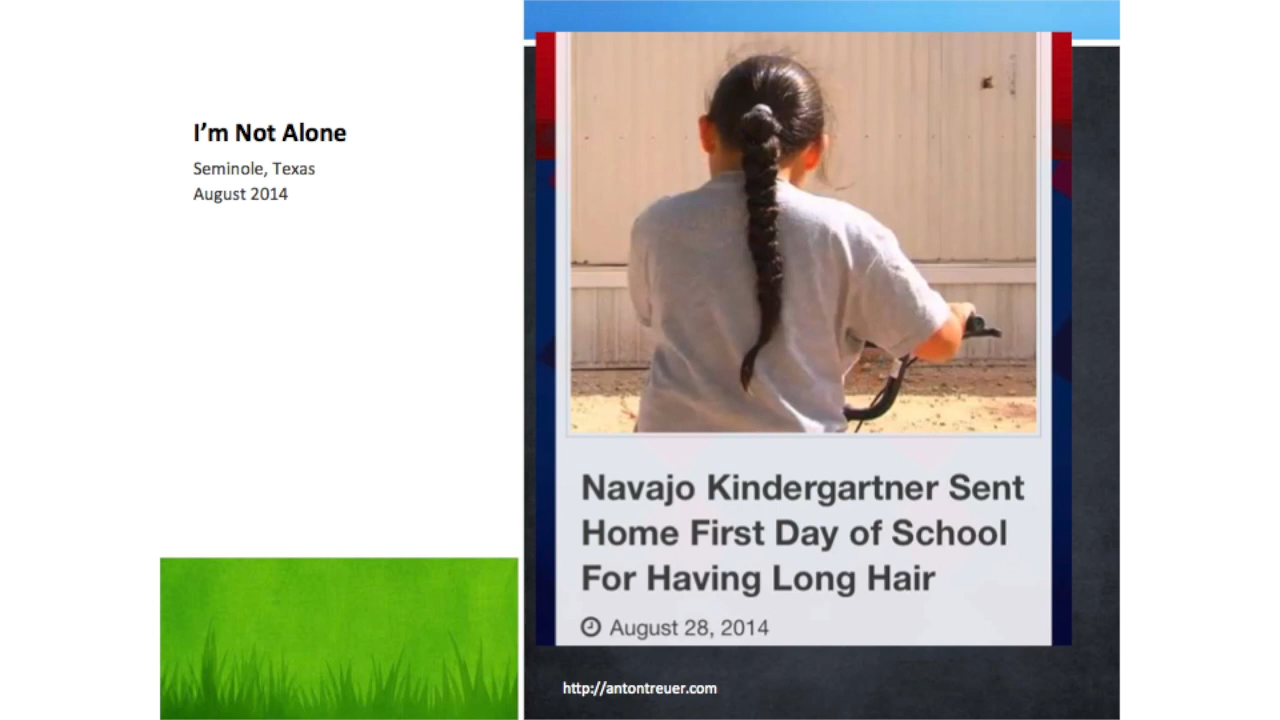 I'm Not Alone
Seminole, Texas
August 2014
Navajo Kindergartner Sent
Home First Day of School
For Having Long Hair
August 28, 2014
http://antontreuer.com